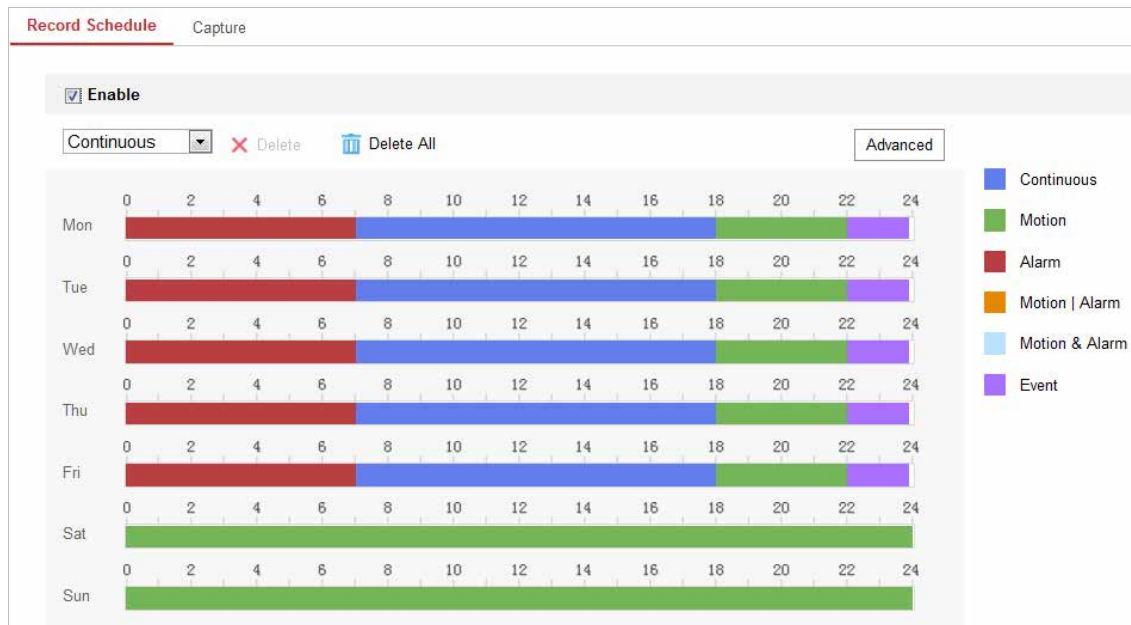 Record Schedule Capture
Enable
Continuous Delete Delete All Advanced
0 2 4 6 8 10 12 14 16 18 20 22 24
Mon
0 2 4 6 8 10 12 14 16 18 20 22 24
Tue
0 2 4 6 8 10 12 14 16 18 20 22 24
Wed
0 2 4 6 8 10 12 14 16 18 20 22 24
Thu
0 2 4 6 8 10 12 14 16 18 20 22 24
Fri
0 2 4 6 8 10 12 14 16 18 20 22 24
Sat
0 2 4 6 8 10 12 14 16 18 20 22 24
Sun
Continuous
Motion
Alarm
Motion | Alarm
Motion & Alarm
Event